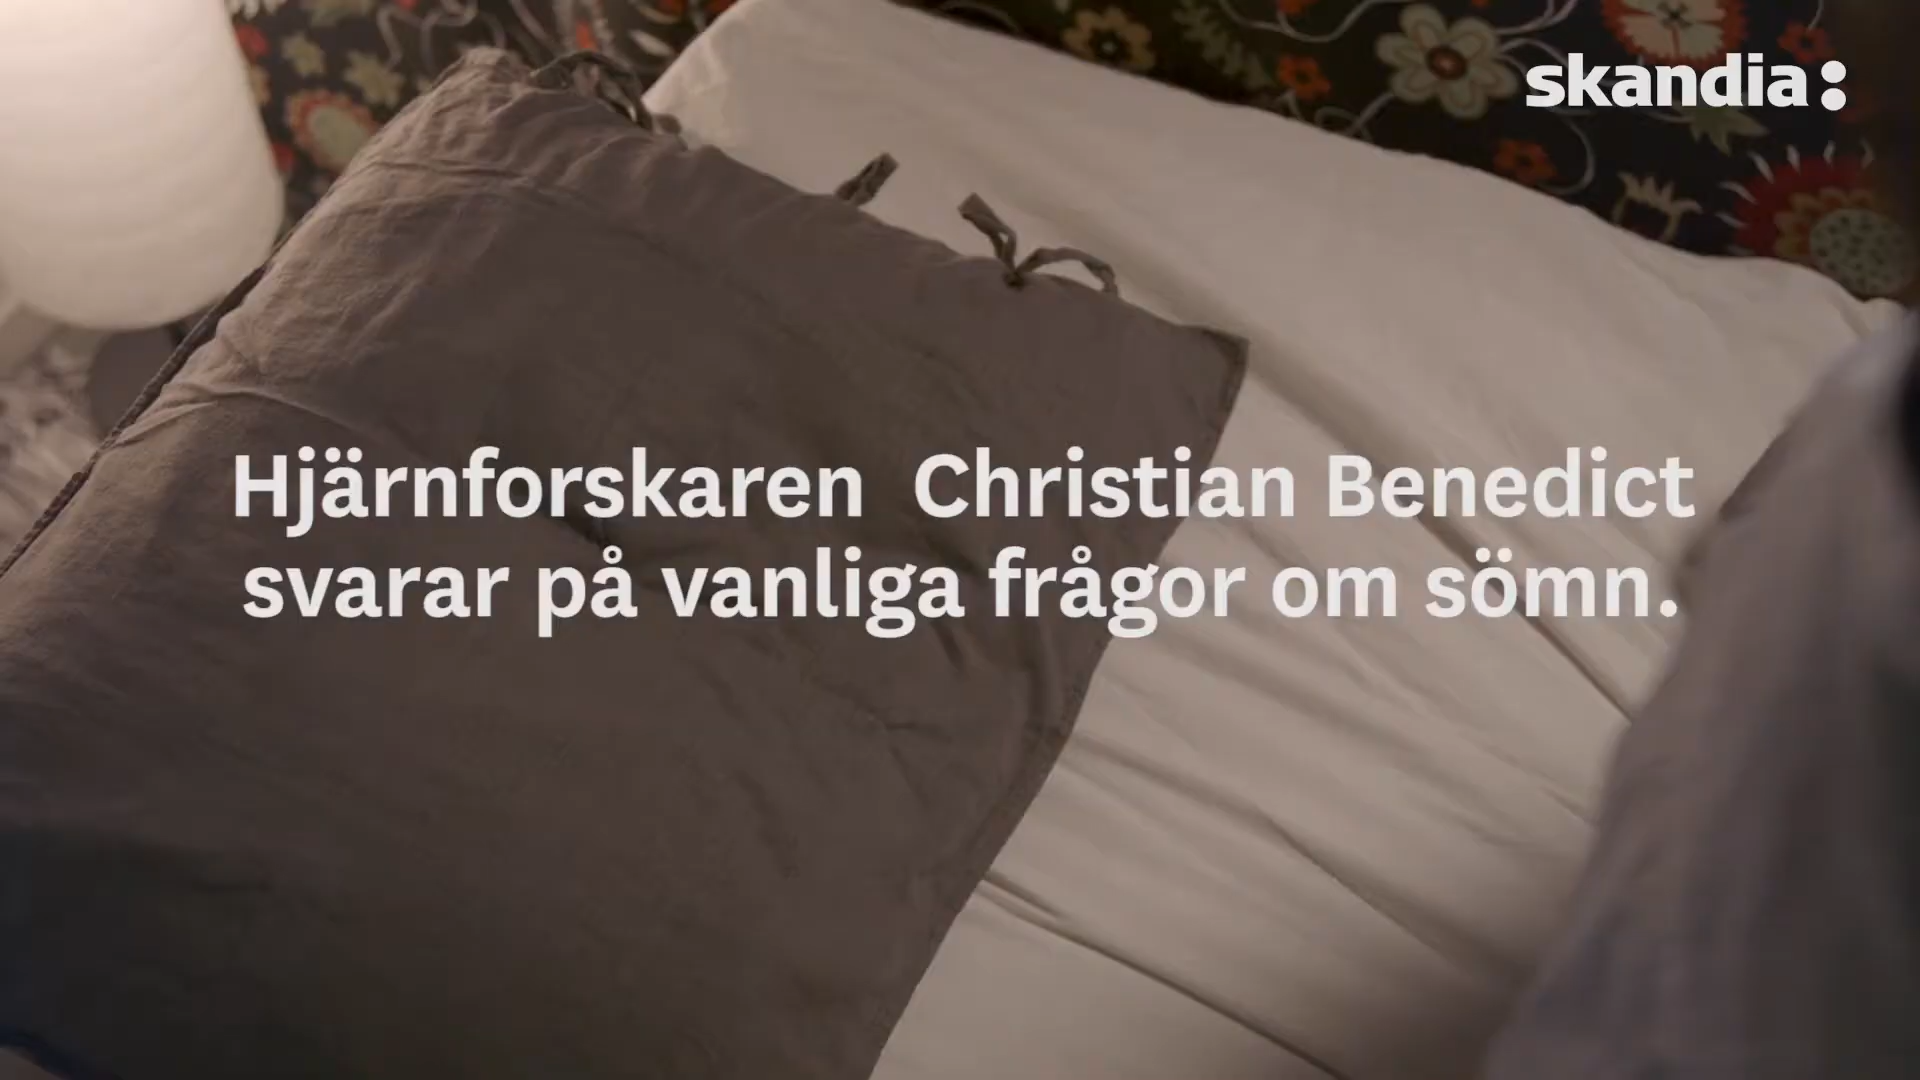 skandia:
Hjärnforskaren  Christian Benedict
svarar på vanliga frågor om sömn.